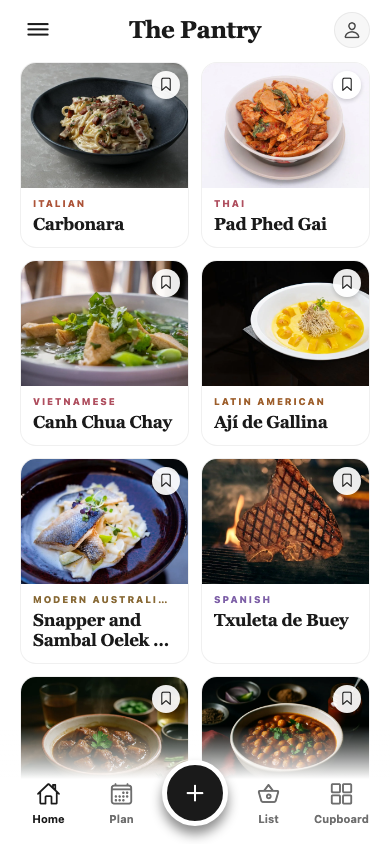 The Pantry
ITALIAN
Carbonara
THAI
Pad Phed Gai
VIETNAMESE
Canh Chua Chay
LATIN AMERICAN
Ají de Gallina
MODERN AUSTRALI...
Snapper and
Sambal Oelek ...
SPANISH
Txuleta de Buey
Home
Plan
List
Cupboard